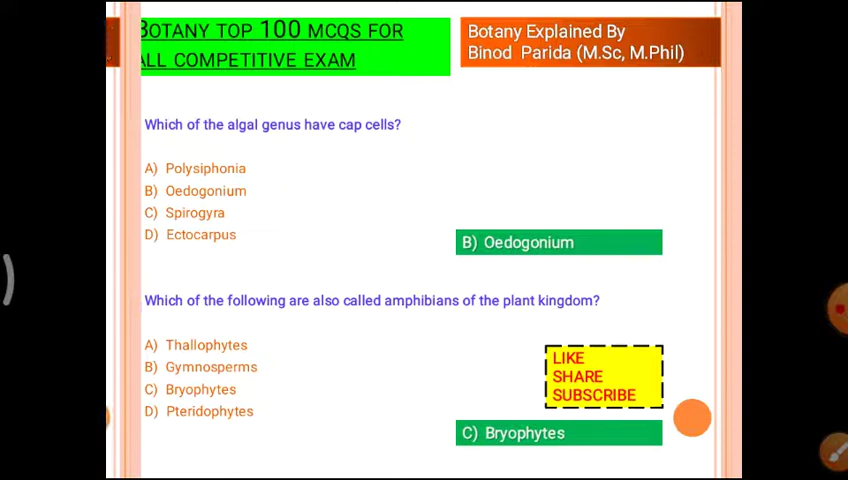 BOTANY TOP 100 MCQS FOR
ALL COMPETITIVE EXAM
Botany Explained By
Binod Parida (M.Sc, M.Phil)
Which of the algal genus have cap cells?
A) Polysiphonia
B) Oedogonium
C) Spirogyra
D) Ectocarpus
B) Oedogonium
Which of the following are also called amphibians of the plant kingdom?
A) Thallophytes
B) Gymnosperms
C) Bryophytes
D) Pteridophytes
LIKE
SHARE
SUBSCRIBE
C) Bryophytes